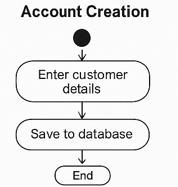 Account Creation
Enter customer
details
Save to database
End